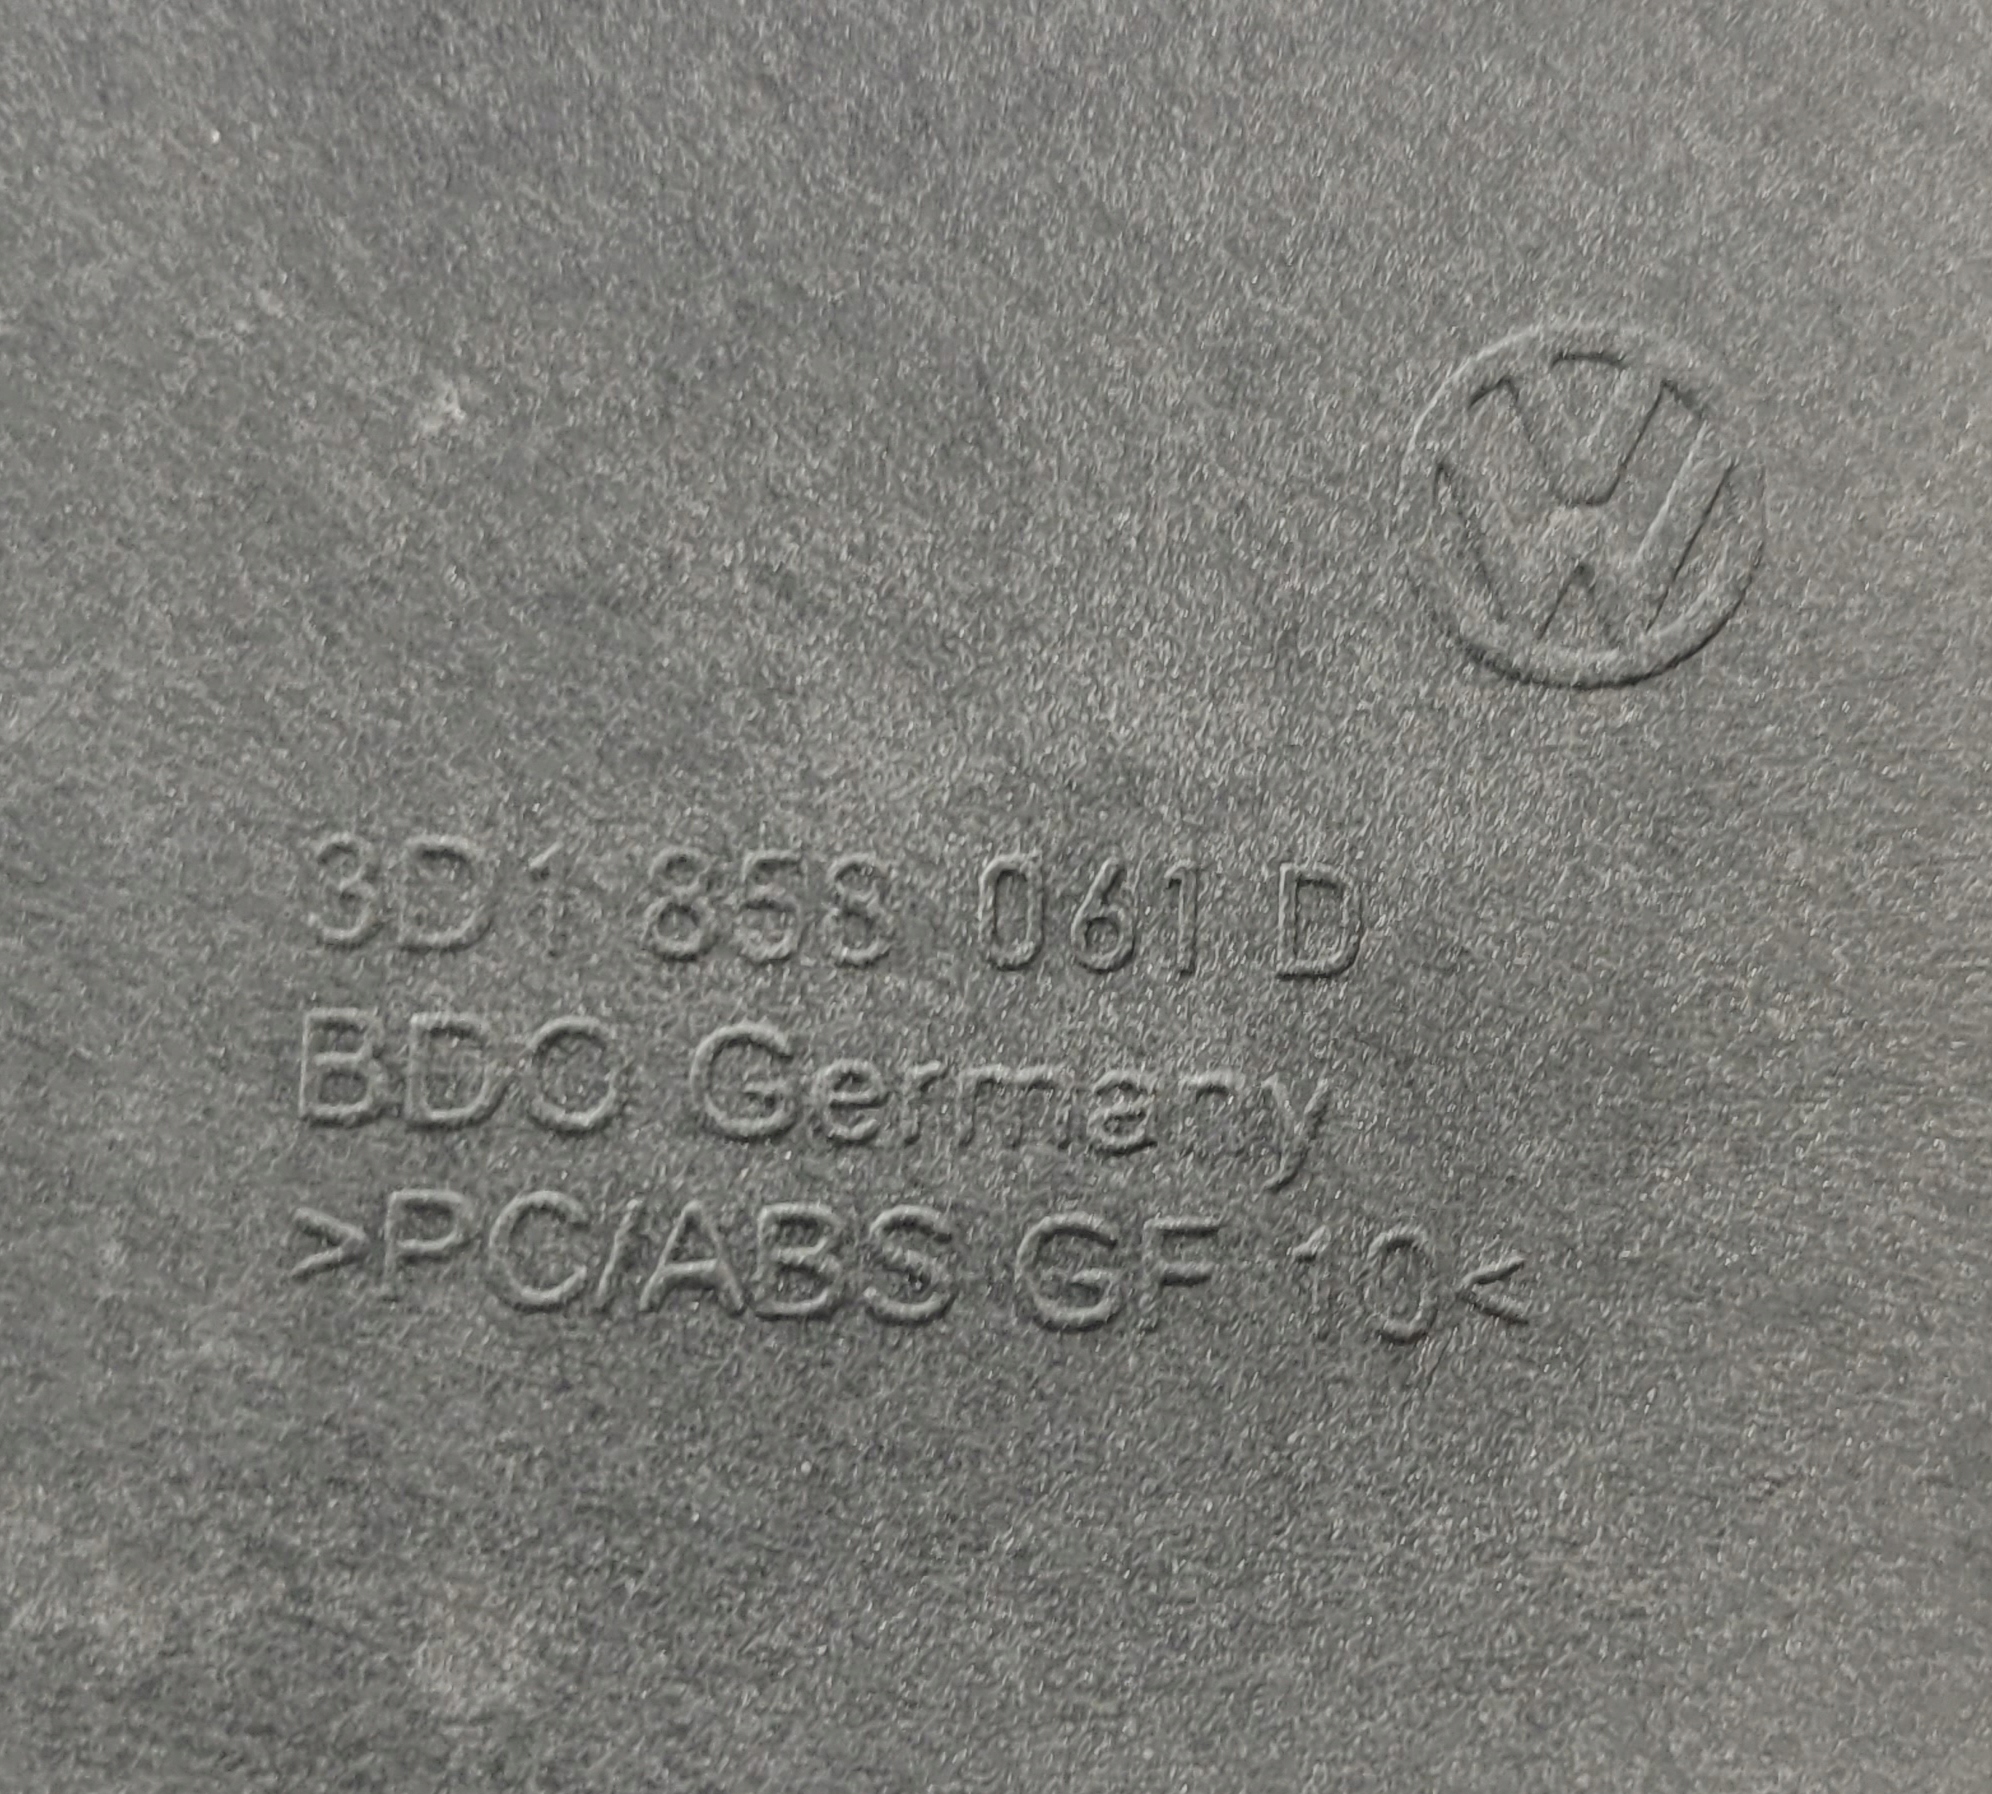 3D1 858 061 D
BDO Germany
>PC/ABS GF 10<